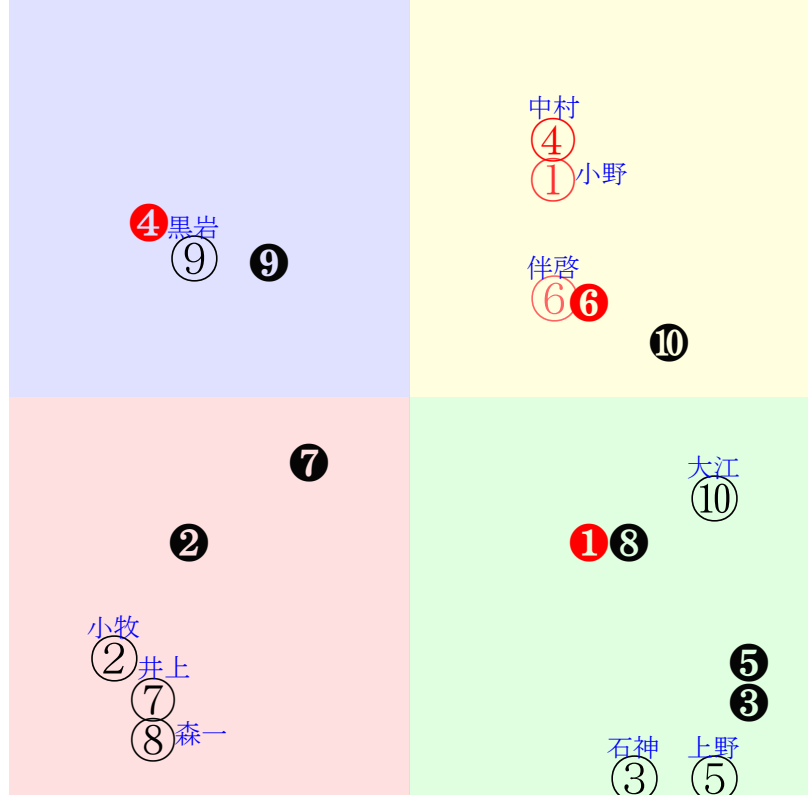 中村
④
①小野
❹黒岩
⑨
❾
伴啓
⑥❻
❿
❼
大江
⑩
❷
❶❽
小牧
②
井上
⑦
⑧森一
❺
❸
石神
③
上野
⑤